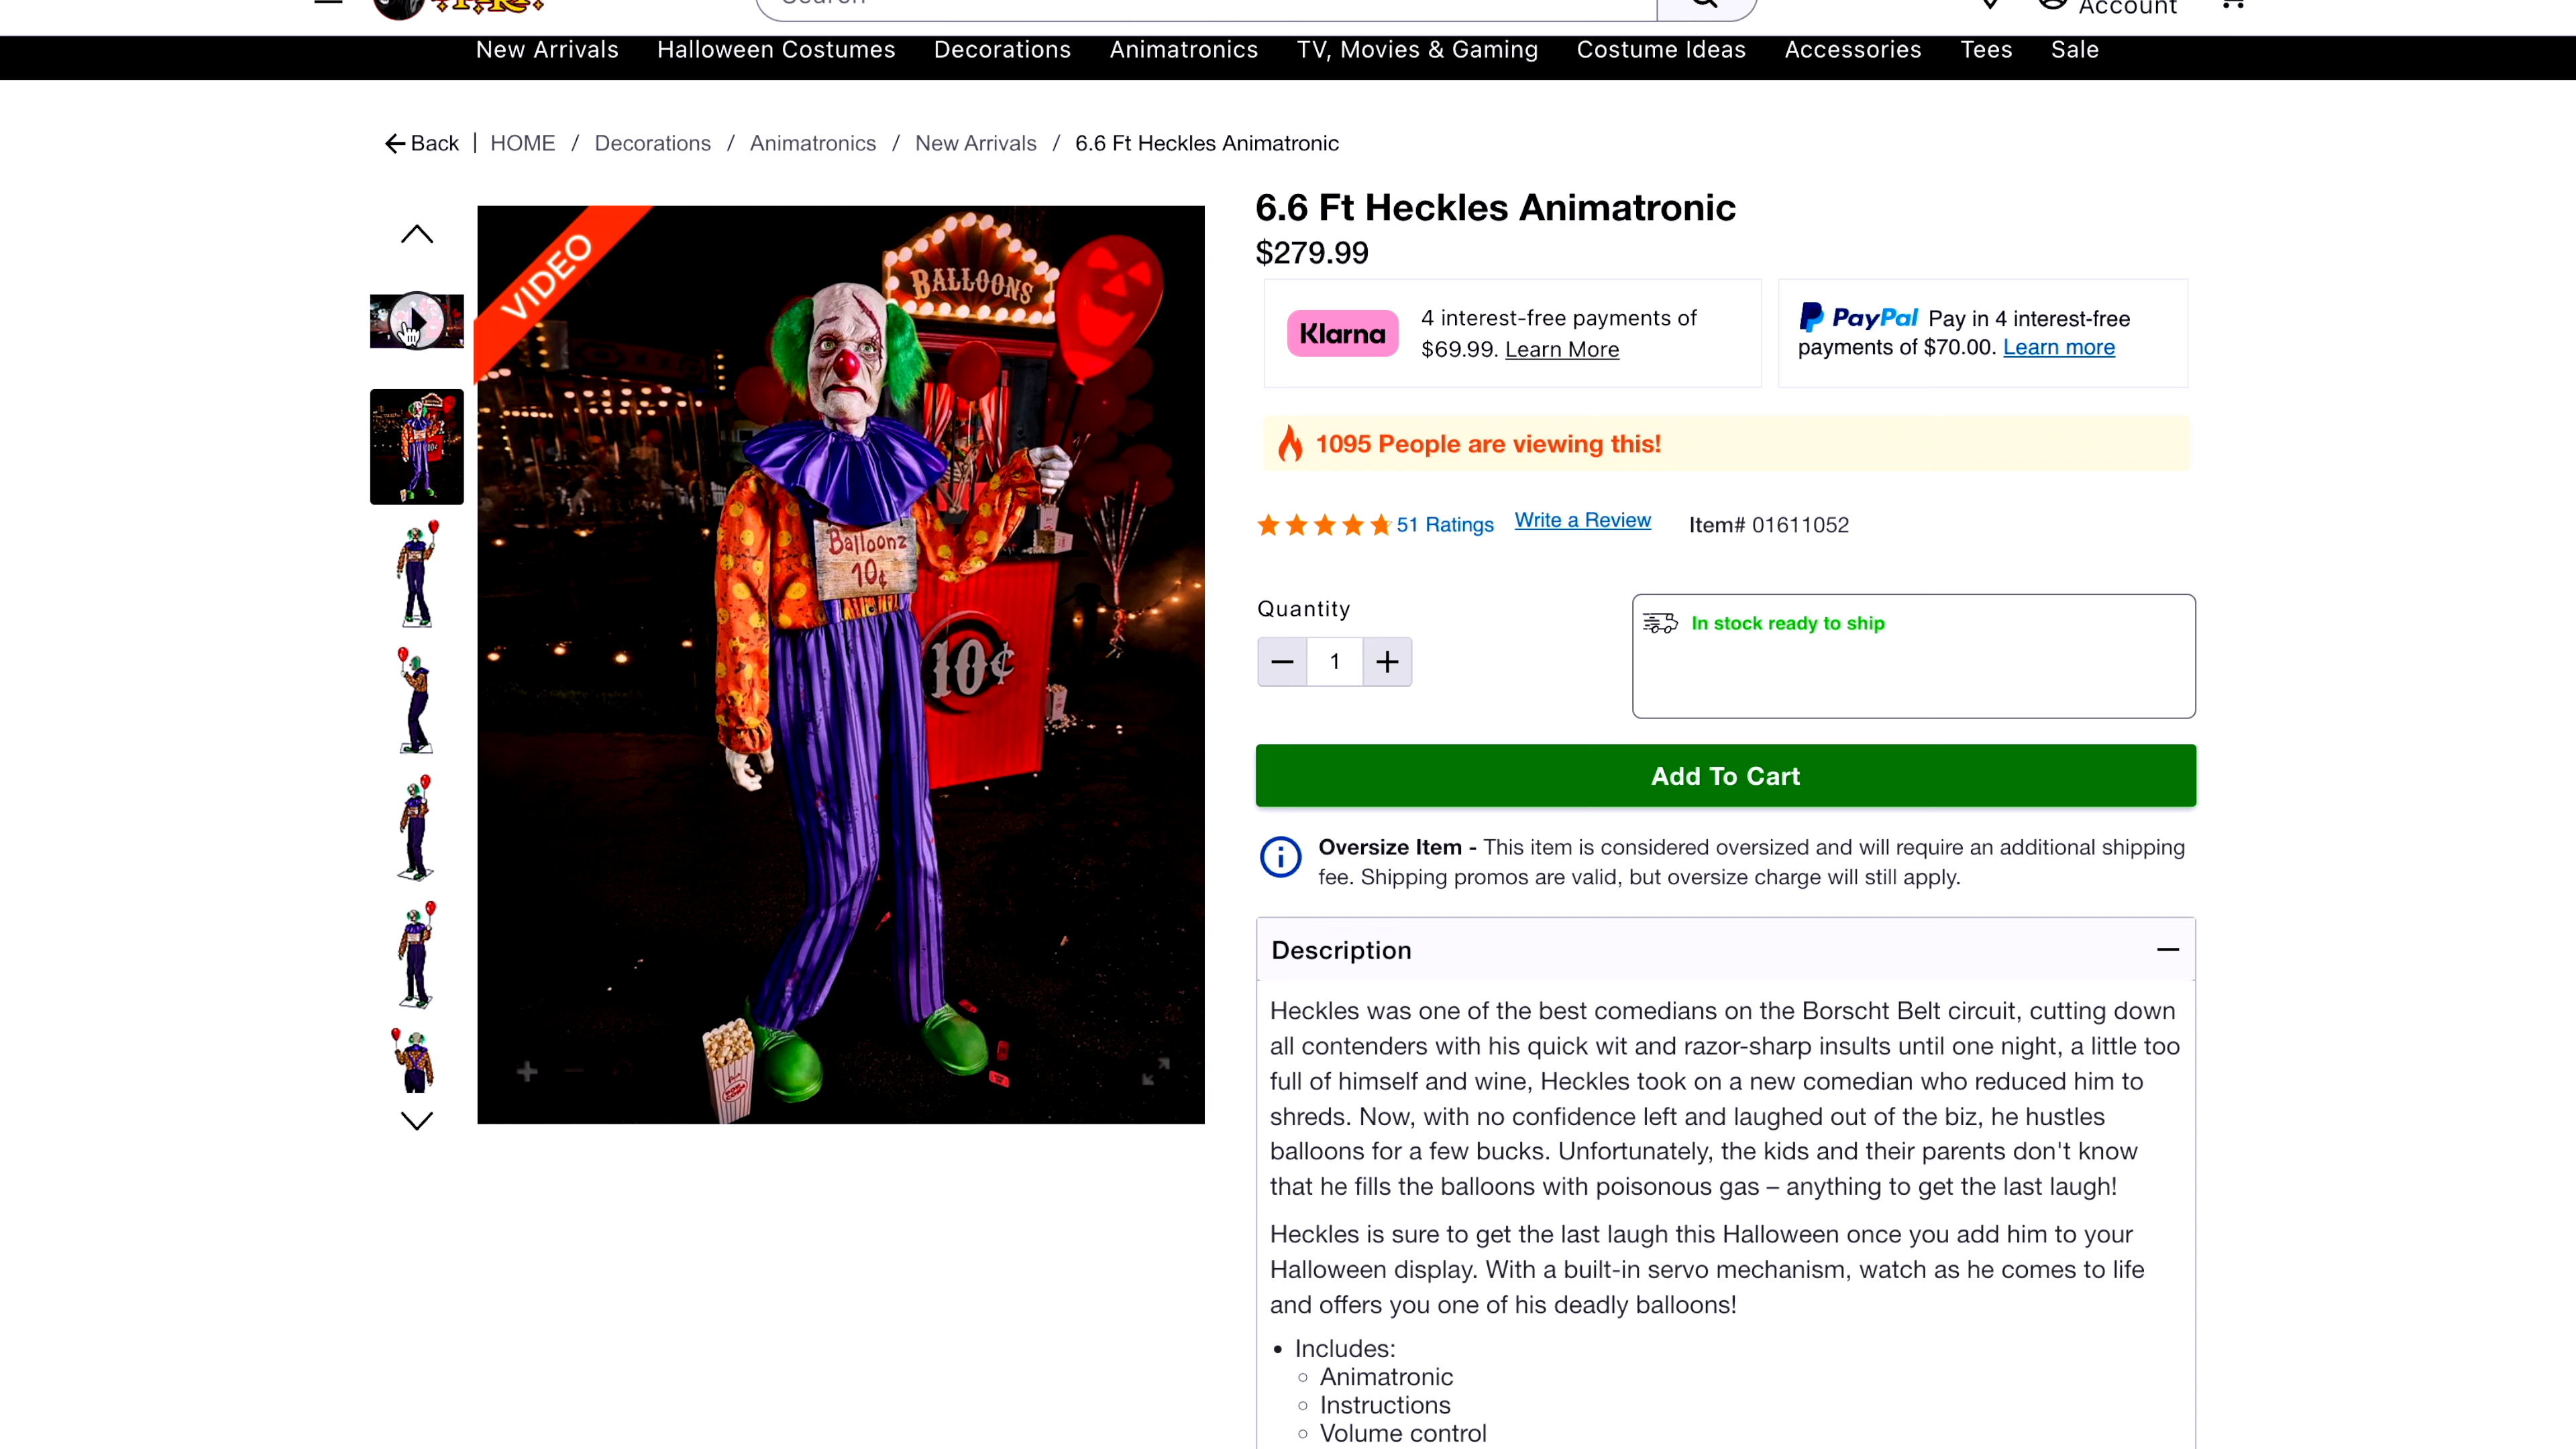 Account
New Arrivals Halloween Costumes Decorations Animatronics TV, Movies & Gaming Costume Ideas Accessories Tees Sale
Back | HOME / Decorations / Animatronics / New Arrivals / 6.6 Ft Heckles Animatronic
VIDEO
BALLOONS
Balloonz
10¢
10¢
6.6 Ft Heckles Animatronic
$279.99
Klarna
4 interest-free payments of
$69.99. Learn More
PayPal Pay in 4 interest-free
payments of $70.00. Learn more
1095 People are viewing this!
51 Ratings Write a Review Item# 01611052
Quantity
1
In stock ready to ship
Add To Cart
Oversize Item - This item is considered oversized and will require an additional shipping
fee. Shipping promos are valid, but oversize charge will still apply.
Description
Heckles was one of the best comedians on the Borscht Belt circuit, cutting down
all contenders with his quick wit and razor-sharp insults until one night, a little too
full of himself and wine, Heckles took on a new comedian who reduced him to
shreds. Now, with no confidence left and laughed out of the biz, he hustles
balloons for a few bucks. Unfortunately, the kids and their parents don't know
that he fills the balloons with poisonous gas – anything to get the last laugh!
Heckles is sure to get the last laugh this Halloween once you add him to your
Halloween display. With a built-in servo mechanism, watch as he comes to life
and offers you one of his deadly balloons!
• Includes:
◦ Animatronic
◦ Instructions
◦ Volume control